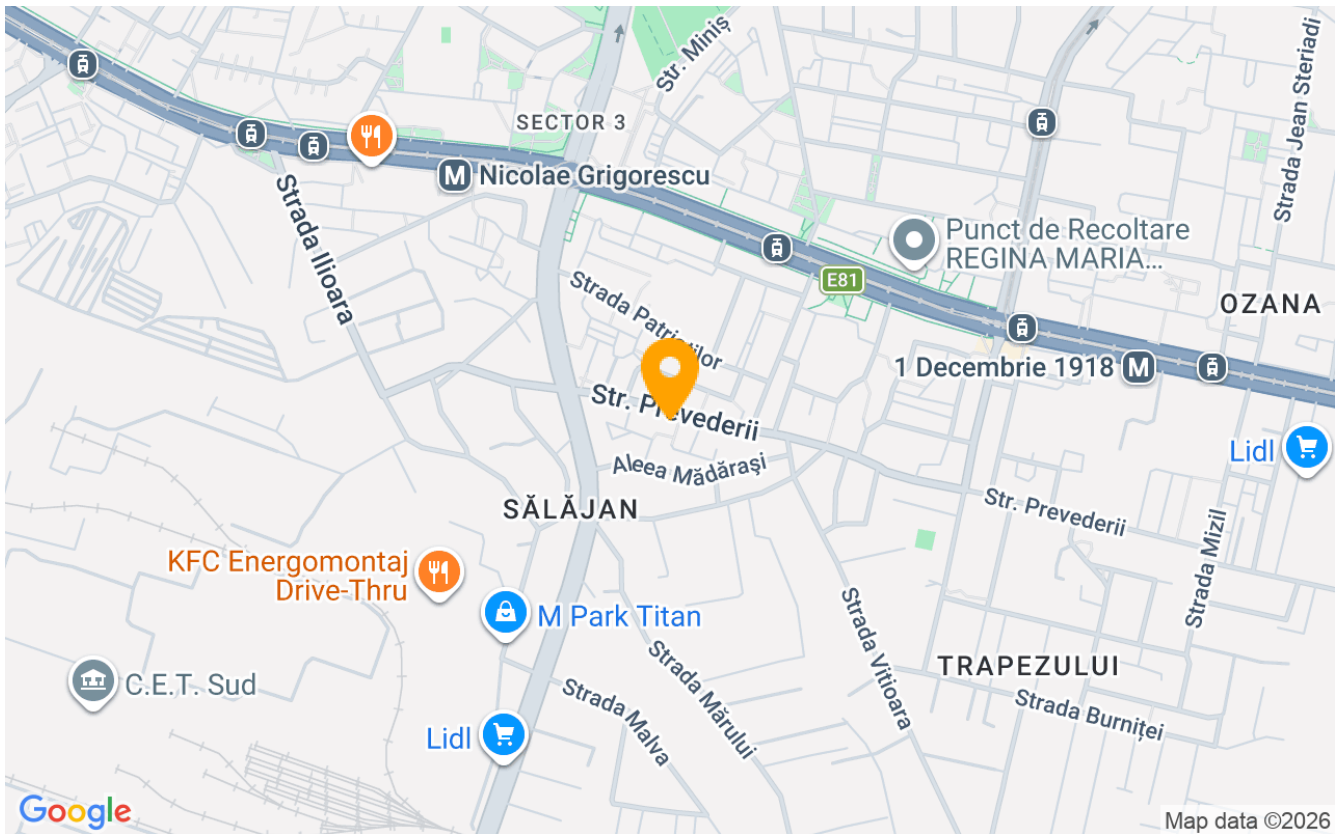 Str. Miniș
Strada Jean Steriadi
SECTOR 3
M Nicolae Grigorescu
Strada Ilioara
Punct de Recoltare
REGINA MARIA...
E81
OZANA
Strada Patrioților
1 Decembrie 1918 M
Str. Prevederii
Lidl
Aleea Mădărași
Str. Prevederii
SĂLĂJAN
Strada Mizil
KFC Energomontaj
Drive-Thru
M Park Titan
Strada Vitioara
TRAPEZULUI
C.E.T. Sud
Strada Mărului
Strada Malva
Strada Burniței
Lidl
Google
Map data ©2026